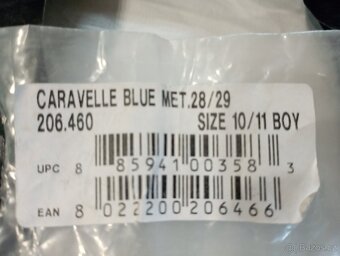 CARAVELLE BLUE MET.28/29
206.460 SIZE 10/11 BOY
UPC 8 85941 00358 3
EAN 8 022200 206466